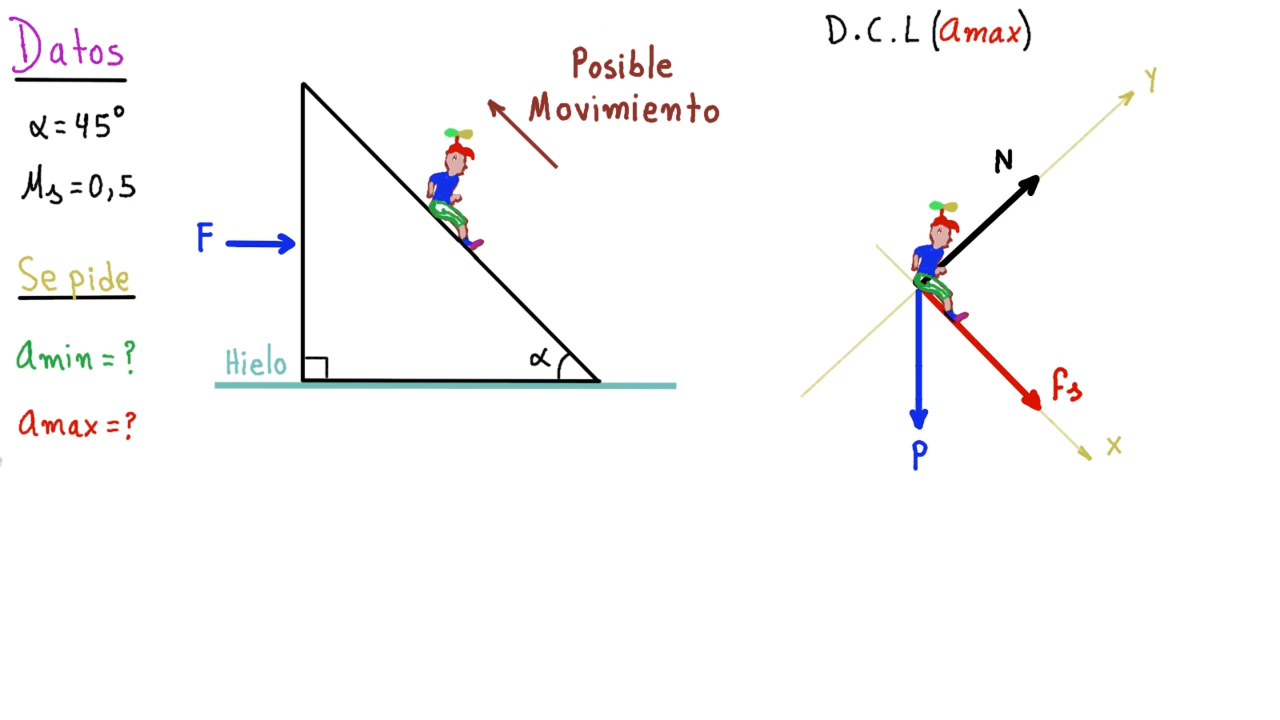 Datos
α = 45°
μs = 0,5
Se pide
amin = ?
amax = ?
Posible
Movimiento
F
Hielo
α
D.C.L (amax)
Y
N
Fs
X
P